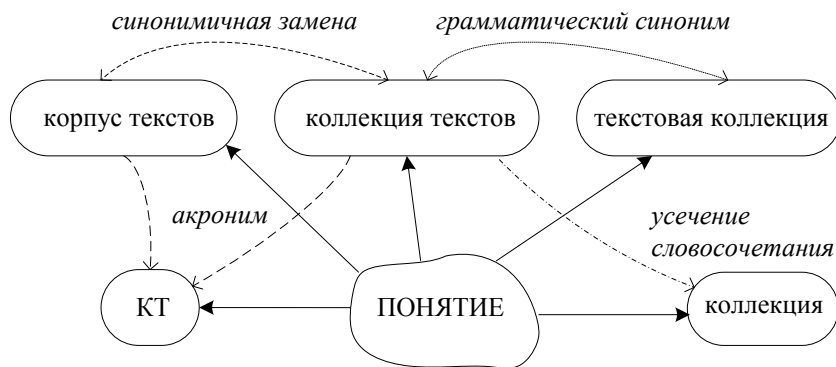 синонимичная замена
грамматический синоним
корпус текстов
коллекция текстов
текстовая коллекция
акроним
усечение
словосочетания
КТ
ПОНЯТИЕ
коллекция